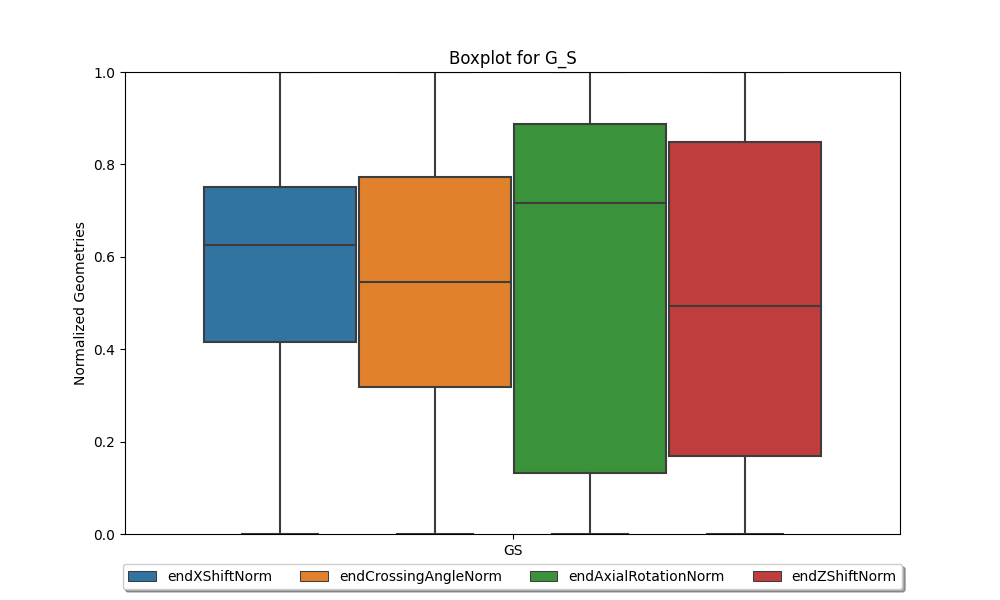 Boxplot for G_S
1.0
0.8
0.6
0.4
0.2
0.0
Normalized Geometries
GS
endXShiftNorm endCrossingAngleNorm endAxialRotationNorm endZShiftNorm